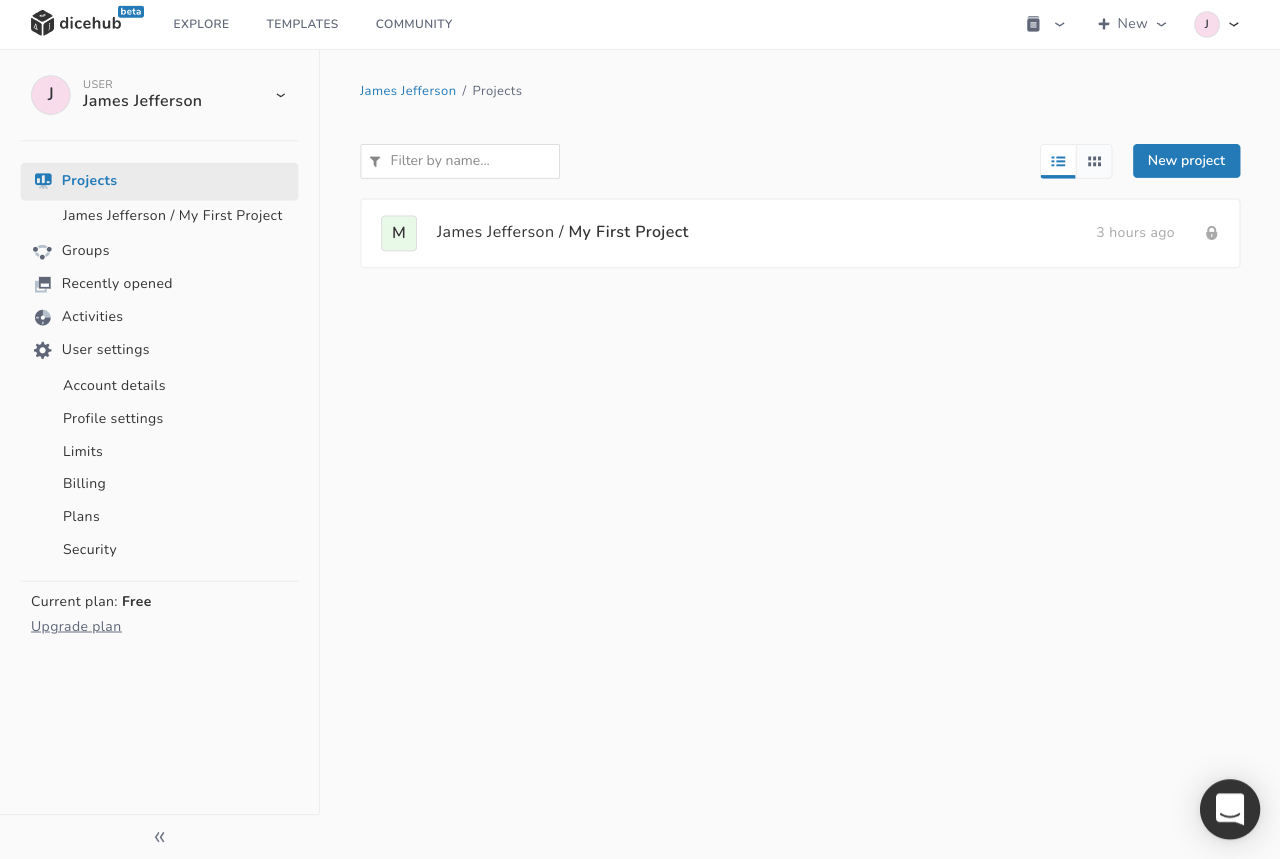 dicehub beta EXPLORE TEMPLATES COMMUNITY New J
J USER
James Jefferson
Projects
James Jefferson / My First Project
Groups
Recently opened
Activities
User settings
Account details
Profile settings
Limits
Billing
Plans
Security
Current plan: Free
Upgrade plan
James Jefferson / Projects
Filter by name...
New project
M James Jefferson / My First Project 3 hours ago